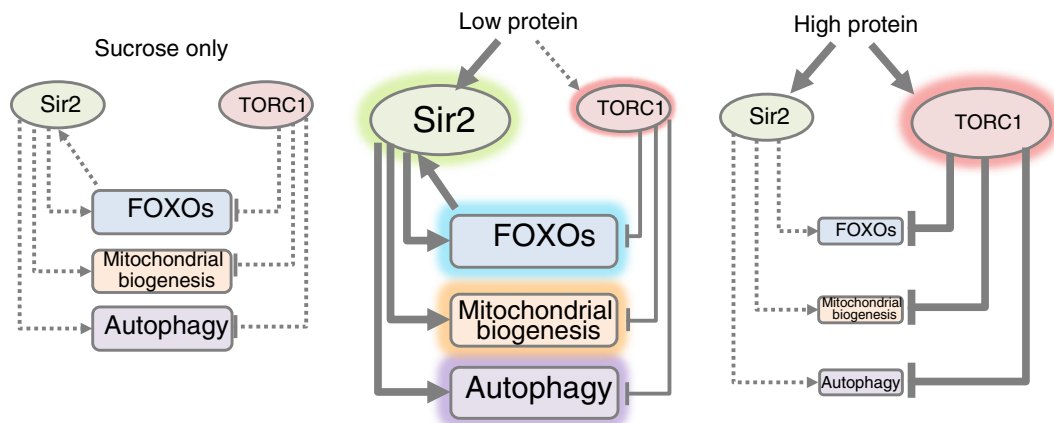 Sucrose only
Sir2
TORC1
FOXOs
Mitochondrial
biogenesis
Autophagy
Low protein
Sir2
TORC1
FOXOs
Mitochondrial
biogenesis
Autophagy
High protein
Sir2
TORC1
FOXOs
Mitochondrial
biogenesis
Autophagy